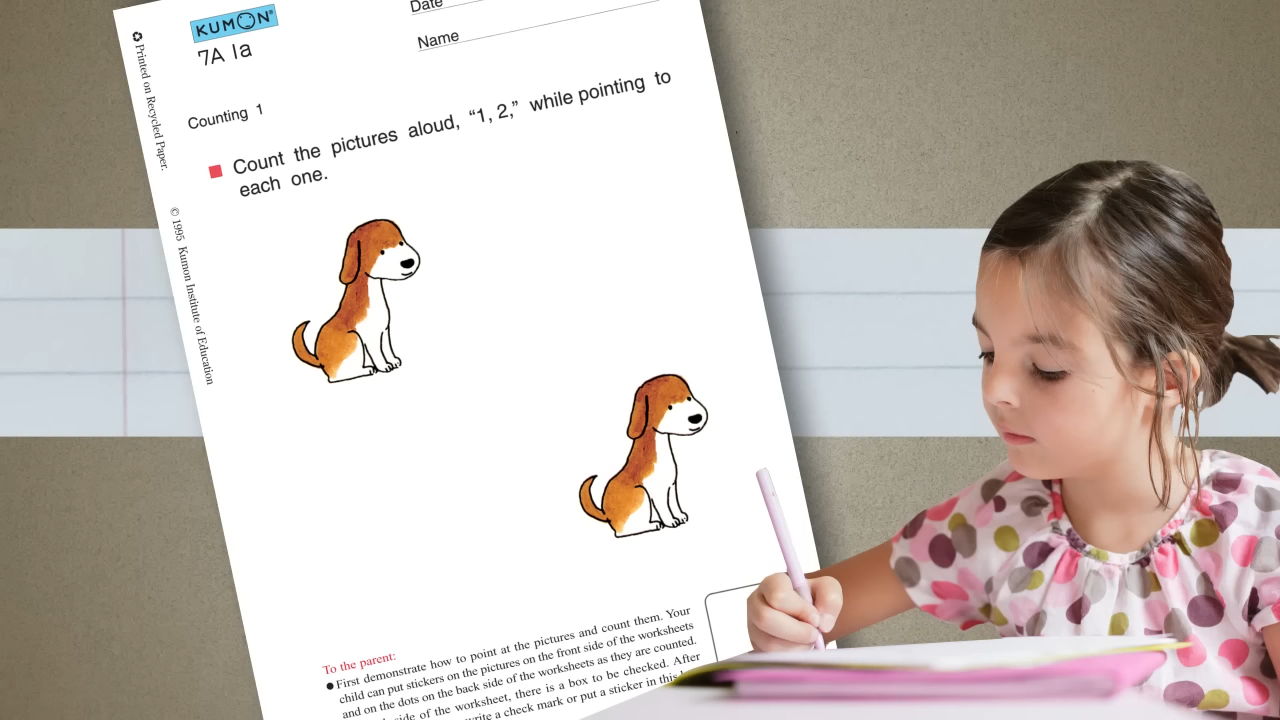 KUMON®
7A 1a
Date
Name
Counting 1
Count the pictures aloud, “1, 2,” while pointing to
each one.
♻ Printed on Recycled Paper.
© 1995 Kumon Institute of Education
To the parent:
● First demonstrate how to point at the pictures and count them. Your
child can put stickers on the pictures on the front side of the worksheets
and on the dots on the back side of the worksheets as they are counted.
side of the worksheet, there is a box to be checked. After
write a check mark or put a sticker in this